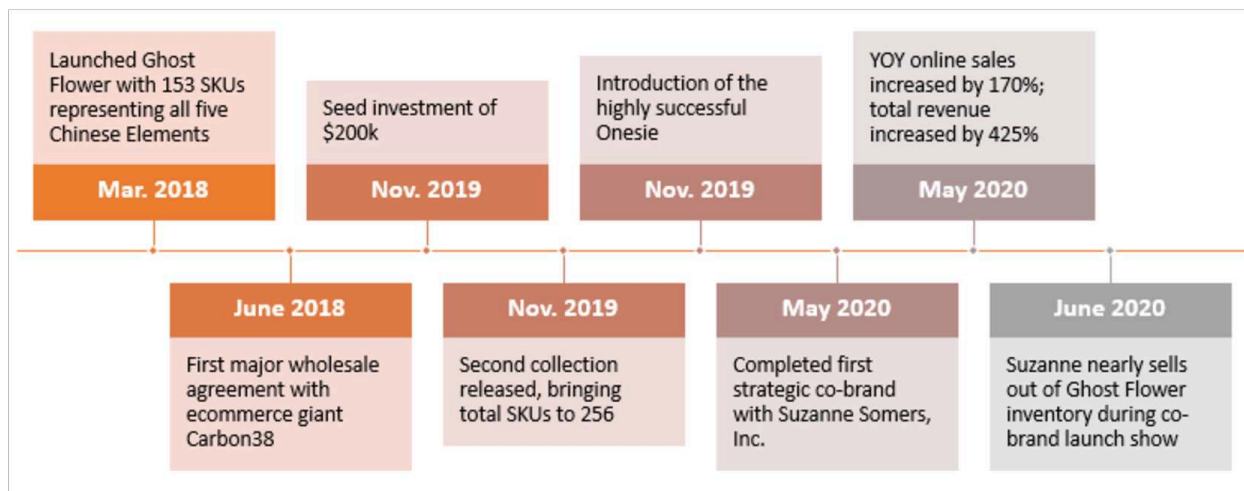 Launched Ghost
Flower with 153 SKUs
representing all five
Chinese Elements
Mar. 2018
June 2018
First major wholesale
agreement with
ecommerce giant
Carbon38
Seed investment of
$200k
Nov. 2019
Nov. 2019
Second collection
released, bringing
total SKUs to 256
Introduction of the
highly successful
Onesie
Nov. 2019
May 2020
Completed first
strategic co-brand
with Suzanne Somers,
Inc.
YOY online sales
increased by 170%;
total revenue
increased by 425%
May 2020
June 2020
Suzanne nearly sells
out of Ghost Flower
inventory during co-
brand launch show